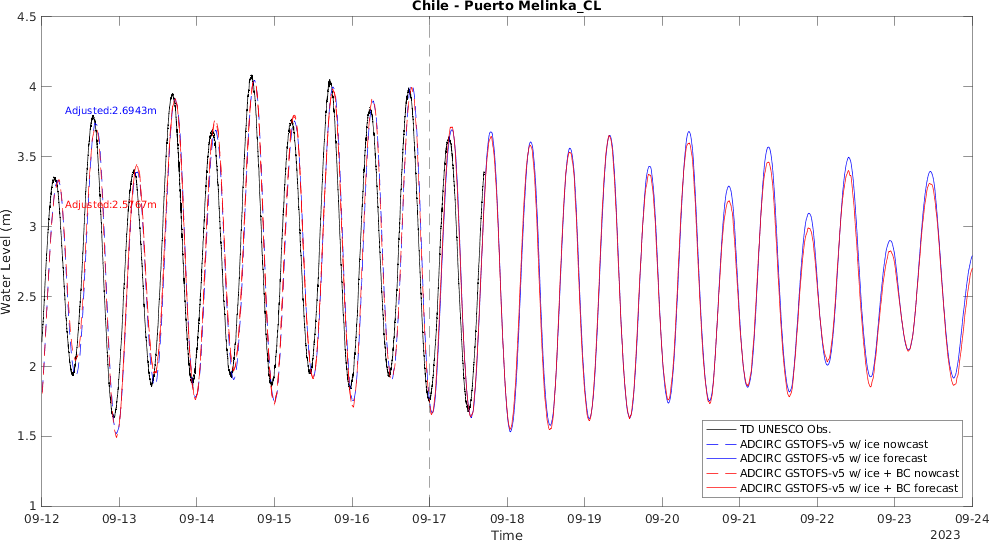 Chile - Puerto Melinka_CL
4.5
4
3.5
3
2.5
2
1.5
1
Water Level (m)
Adjusted:2.6943m
Adjusted:2.5767m
TD UNESCO Obs.
ADCIRC GSTOFS-v5 w/ ice nowcast
ADCIRC GSTOFS-v5 w/ ice forecast
ADCIRC GSTOFS-v5 w/ ice + BC nowcast
ADCIRC GSTOFS-v5 w/ ice + BC forecast
09-12 09-13 09-14 09-15 09-16 09-17 09-18 09-19 09-20 09-21 09-22 09-23 09-24
Time
2023